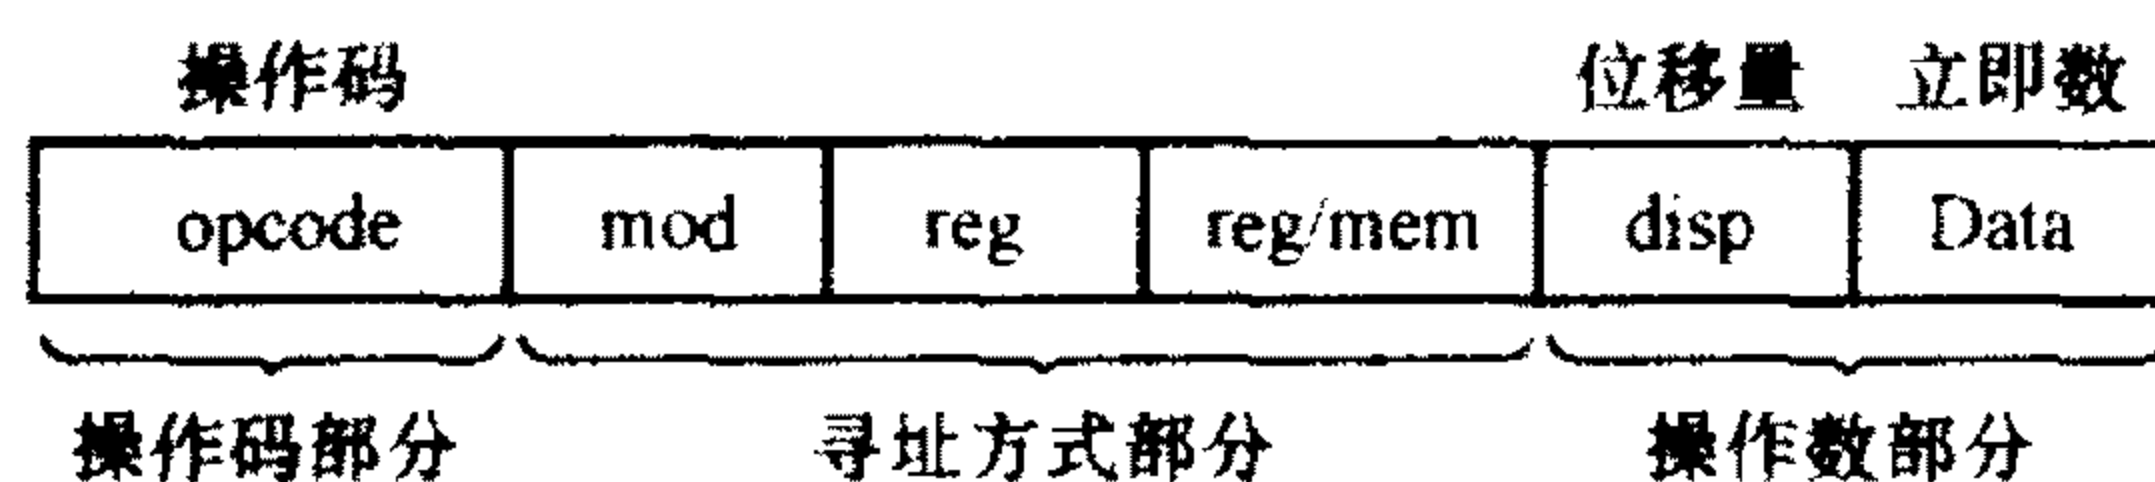 操作码 位移量 立即数
opcode mod reg reg/mem disp Data
操作码部分 寻址方式部分 操作数部分